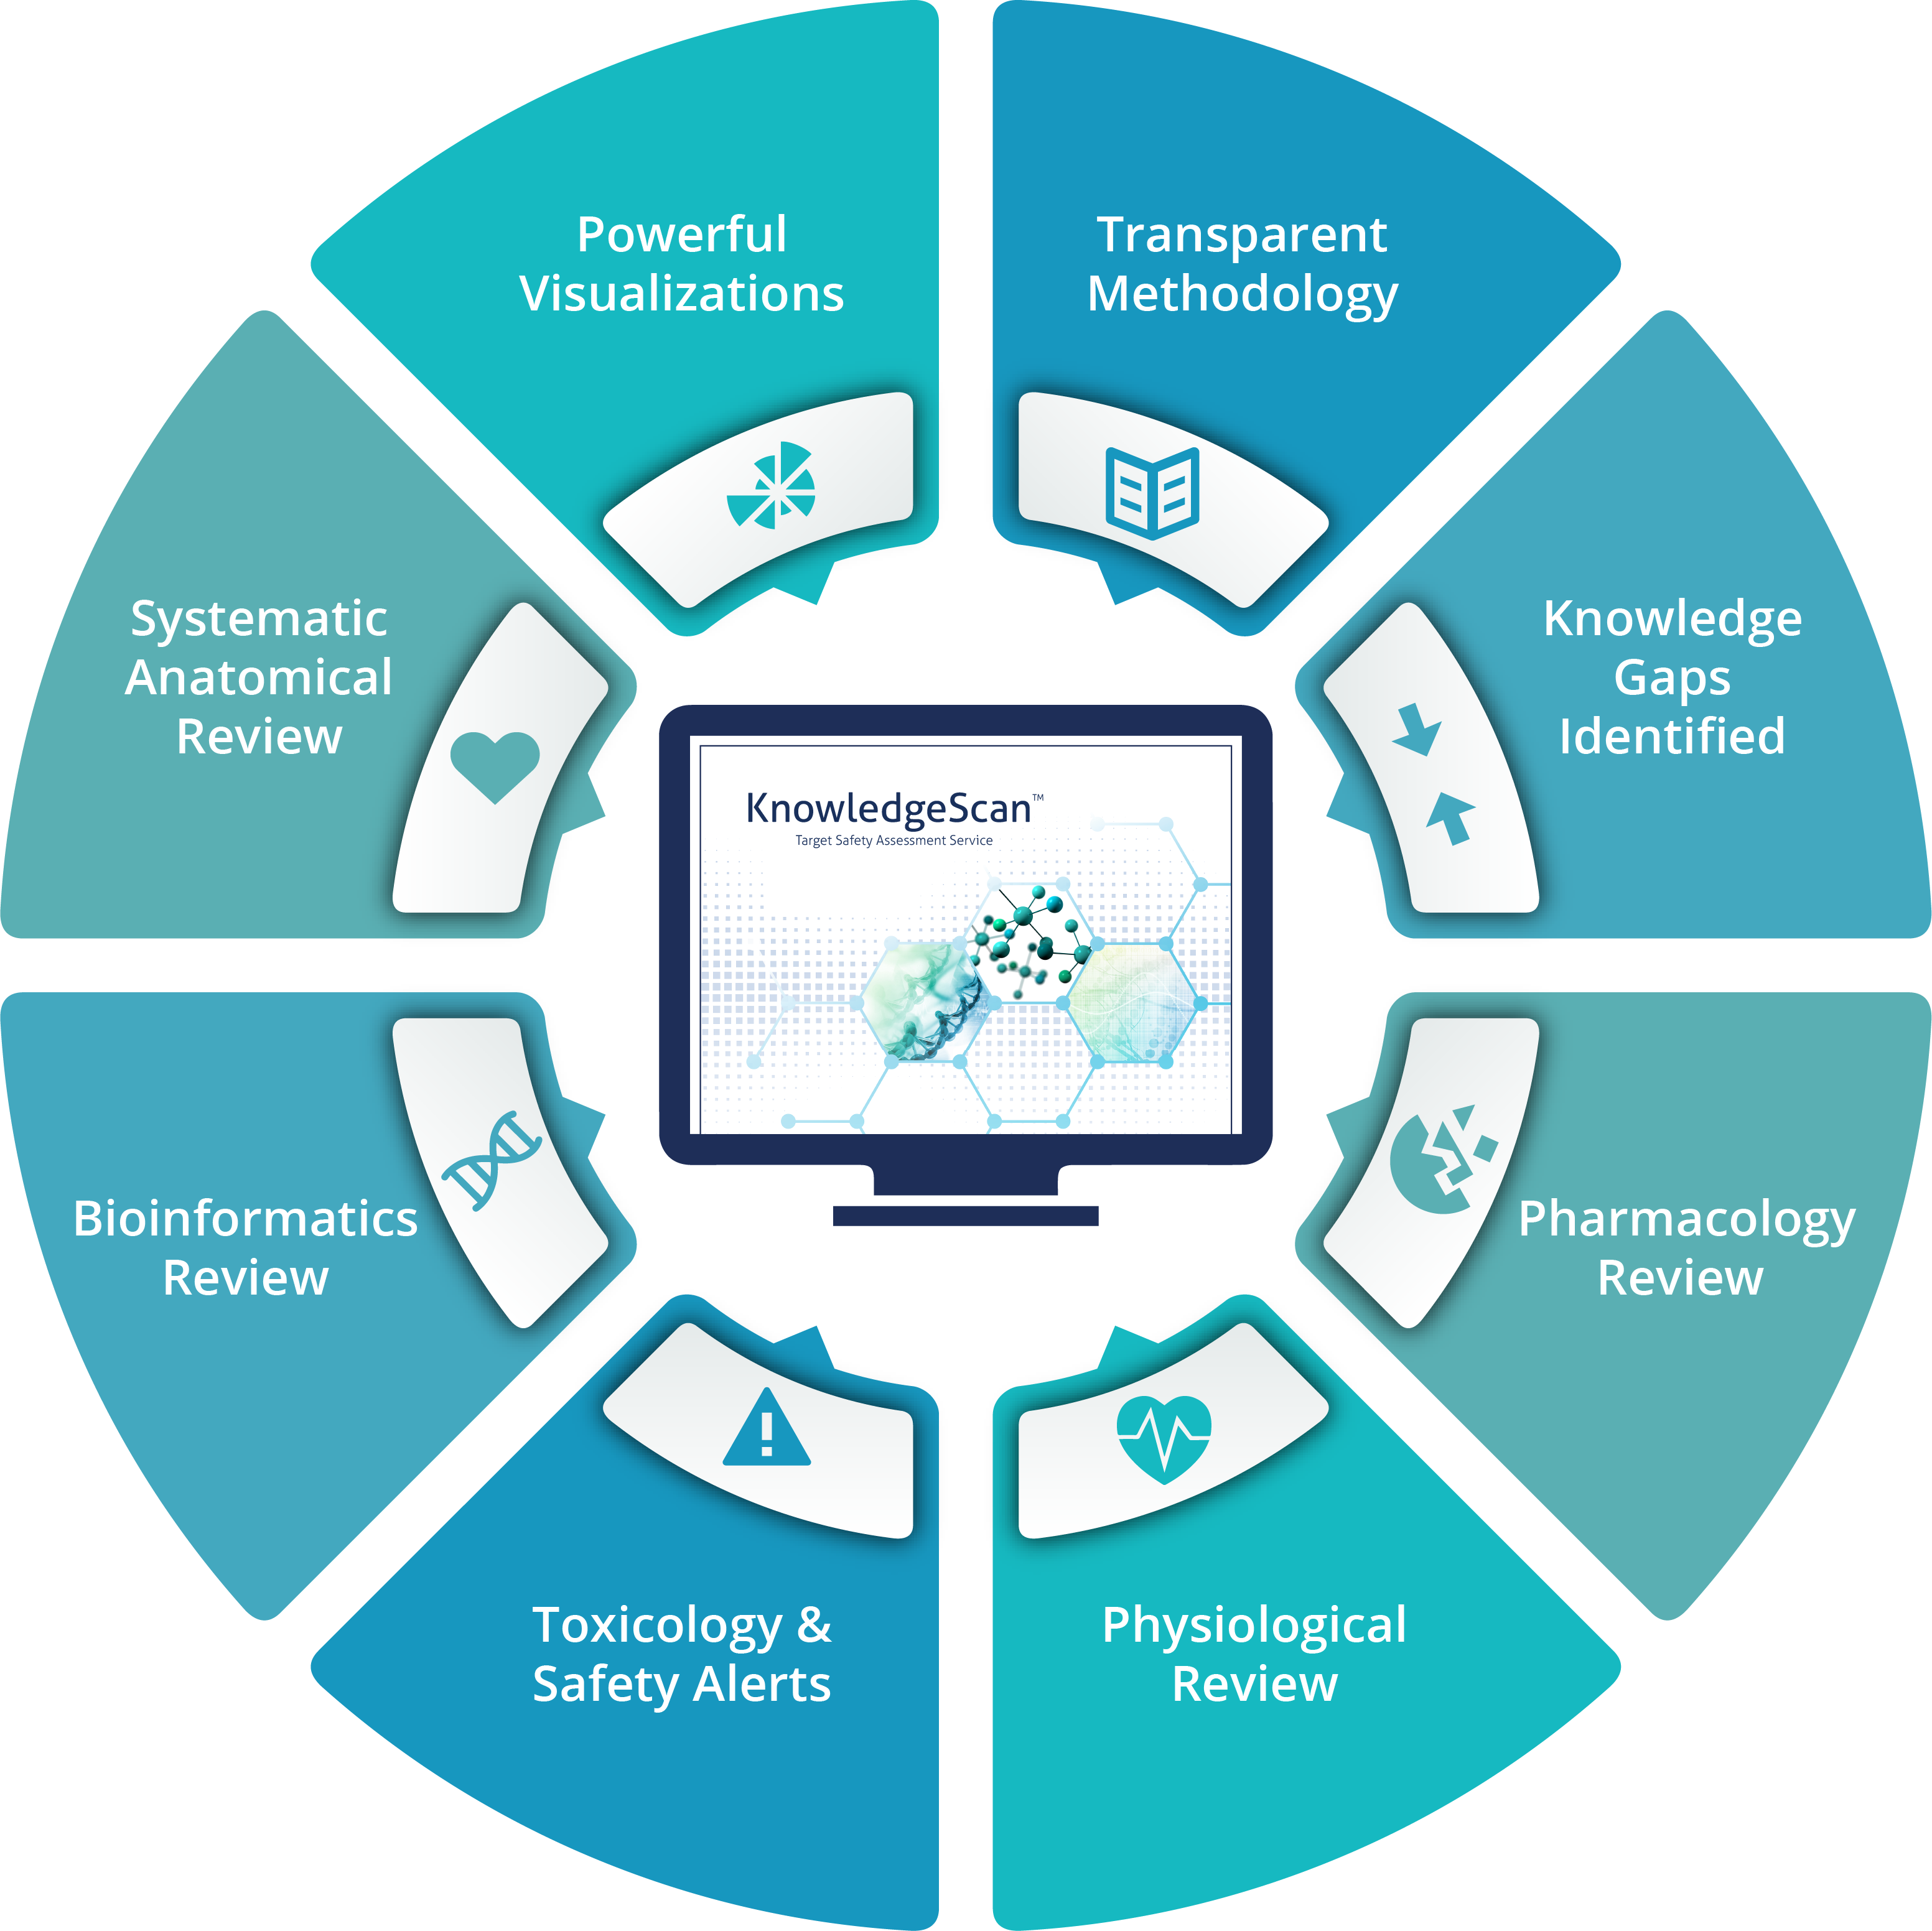 Powerful
Visualizations
Transparent
Methodology
Systematic
Anatomical
Review
Knowledge
Gaps
Identified
KnowledgeScan™
Target Safety Assessment Service
Bioinformatics
Review
Pharmacology
Review
Toxicology &
Safety Alerts
Physiological
Review